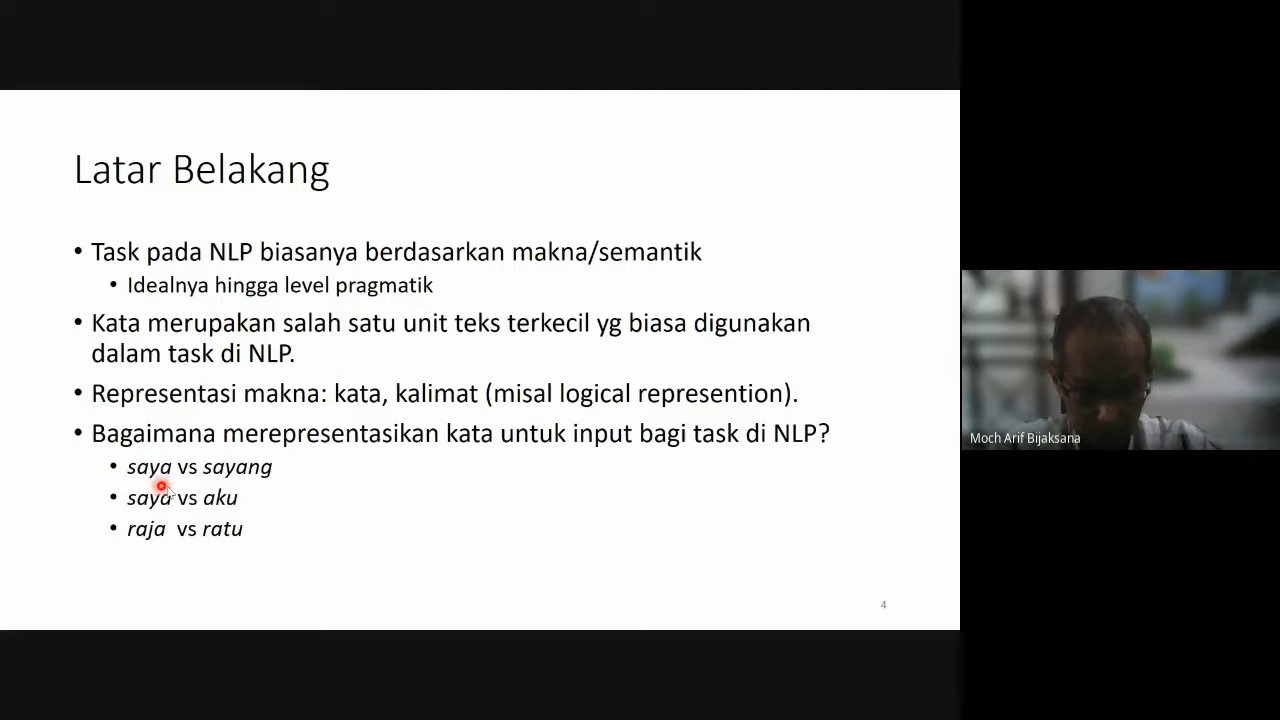 Latar Belakang
• Task pada NLP biasanya berdasarkan makna/semantik
• Idealnya hingga level pragmatik
• Kata merupakan salah satu unit teks terkecil yg biasa digunakan
dalam task di NLP.
• Representasi makna: kata, kalimat (misal logical represention).
• Bagaimana merepresentasikan kata untuk input bagi task di NLP?
• saya vs sayang
• saya vs aku
• raja vs ratu
4
Moch Arif Bijaksana